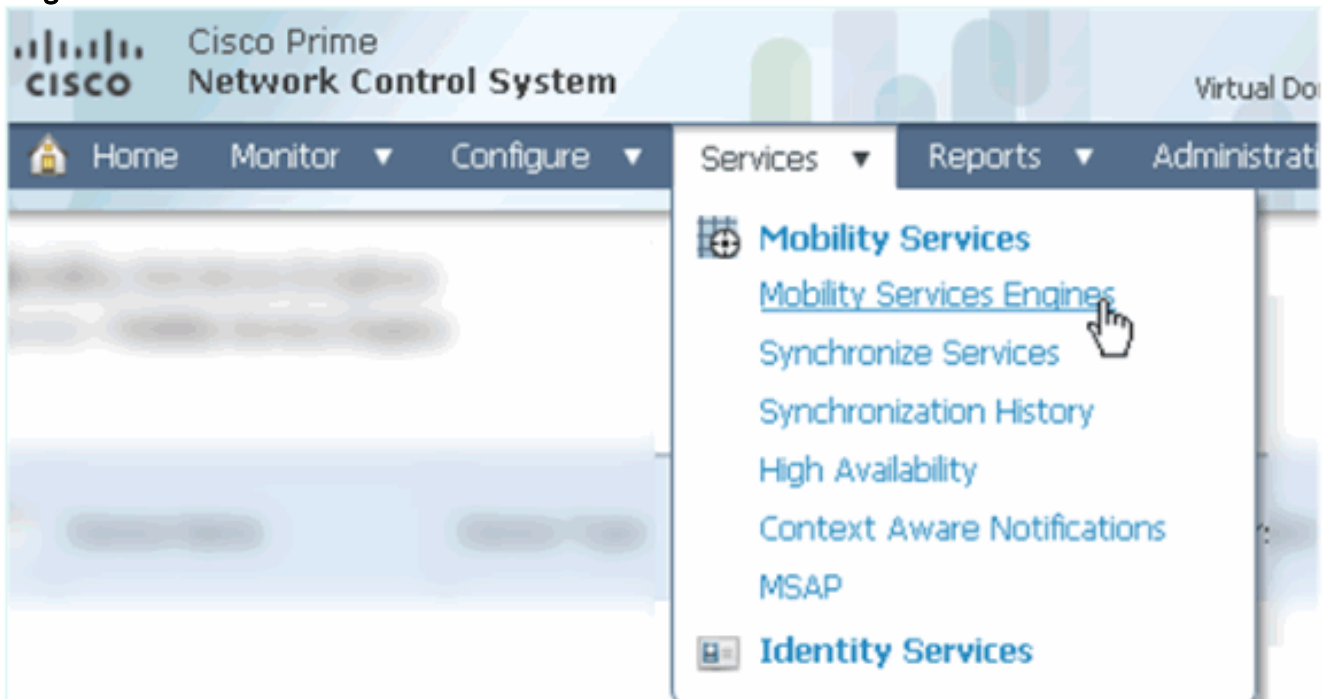 Cisco Prime
CISCO Network Control System
Virtual Do
Home Monitor Configure Services Reports Administrati
Mobility Services
Mobility Services Engines
Synchronize Services
Synchronization History
High Availability
Context Aware Notifications
MSAP
Identity Services